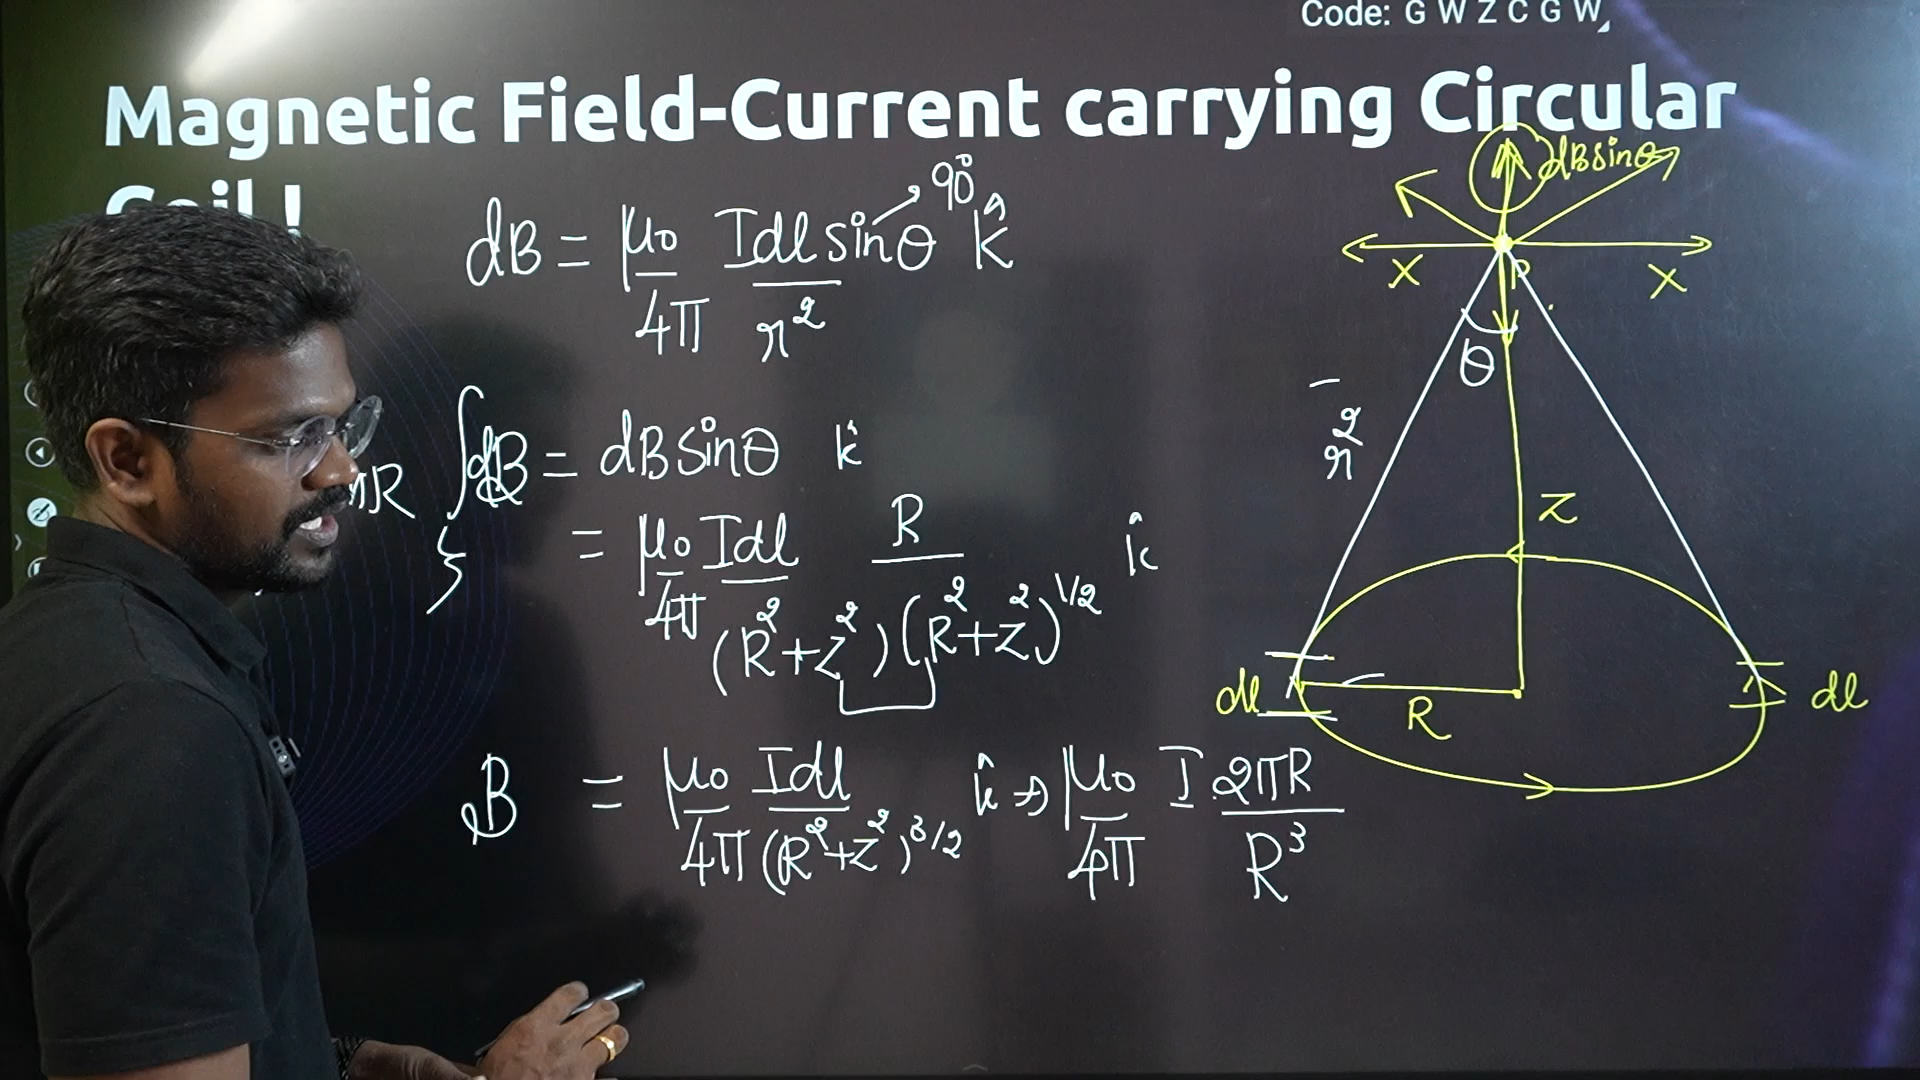 Code: G W Z C G W
Magnetic Field-Current carrying Circular
Coil !
dB = μ₀/4π Idl sinθ/r² k̂
90°
∫dB = dB sinθ k̂
πR
= μ₀/4π Idl/(R²+z²) R/(R²+z²)^1/2 k̂
B = μ₀/4π Idl/(R²+z²)^3/2 k̂ → μ₀/4π I 2πR/R³
dB sinθ
X
X
P
θ
r²
z
dl
R
dl